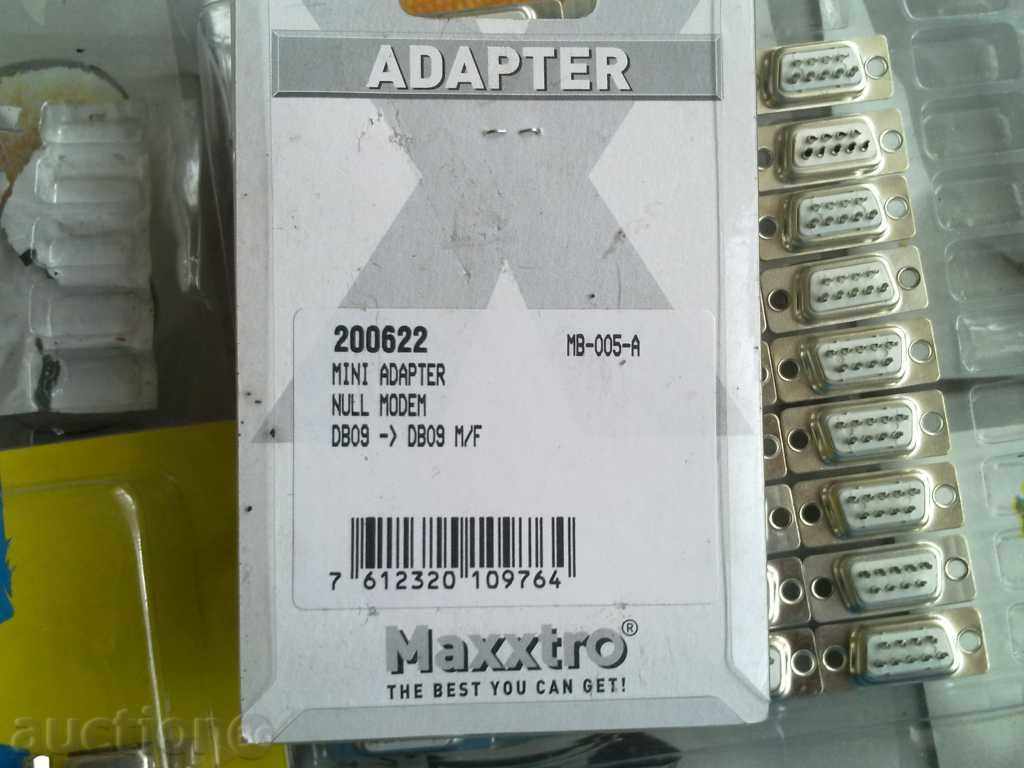 ADAPTER
200622 MB-005-A
MINI ADAPTER
NULL MODEM
DB09 -> DB09 M/F
7 612320 109764
Maxxtro®
THE BEST YOU CAN GET!
auction